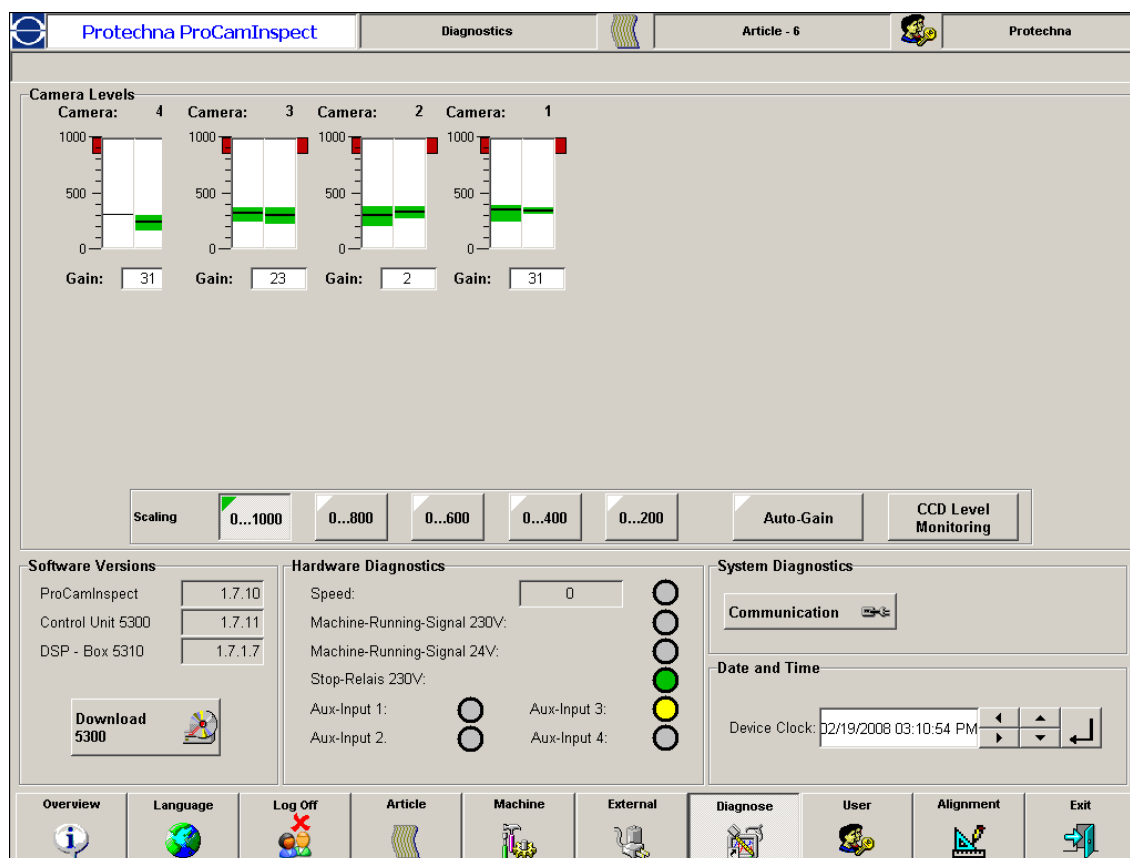 Protechna ProCamInspect Diagnostics Article - 6 Protechna
Camera Levels
Camera: 4 Camera: 3 Camera: 2 Camera: 1
1000 1000 1000 1000
500 500 500 500
0 0 0 0
Gain: 31 Gain: 23 Gain: 2 Gain: 31
Scaling 0...1000 0...800 0...600 0...400 0...200 Auto-Gain CCD Level
Monitoring
Software Versions
ProCamInspect 1.7.10
Control Unit 5300 1.7.11
DSP - Box 5310 1.7.1.7
Download
5300
Hardware Diagnostics
Speed: 0
Machine-Running-Signal 230V:
Machine-Running-Signal 24V:
Stop-Relais 230V:
Aux-Input 1: Aux-Input 3:
Aux-Input 2. Aux-Input 4:
System Diagnostics
Communication
Date and Time
Device Clock: 02/19/2008 03:10:54 PM
Overview Language Log Off Article Machine External Diagnose User Alignment Exit